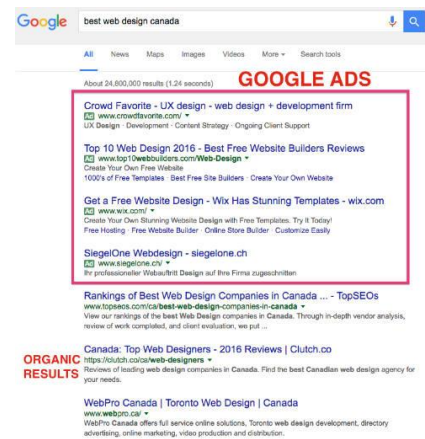 Google best web design canada
All News Maps Images Videos More Search tools
About 24,600,000 results (1.24 seconds)
GOOGLE ADS
Crowd Favorite - UX design - web design + development firm
Ad www.crowdfavorite.com/
UX Design · Development · Content Strategy · Ongoing Client Support
Top 10 Web Design 2016 - Best Free Website Builders Reviews
Ad www.top10webbuilders.com/Web-Design
Create Your Own Free Website
1000's of Free Templates · Best Free Site Builders · Create Your Own Website
Get a Free Website Design - Wix Has Stunning Templates - wix.com
Ad www.wix.com/
Create Your Own Stunning Website Design with Free Templates. Try It Today!
Free Hosting · Free Website Builder · Online Store Builder · Customize Easily
SiegelOne Webdesign - siegelone.ch
Ad www.siegelone.ch/
Ihr professioneller Webauftritt Design auf Ihre Firma zugeschnitten
Rankings of Best Web Design Companies in Canada ... - TopSEOs
www.topseos.com/ca/best-web-design-companies-in-canada
View our rankings of the best Web Design companies in Canada. Through in-depth vendor analysis,
review of work completed, and client evaluation, we put ...
ORGANIC
RESULTS
Canada: Top Web Designers - 2016 Reviews | Clutch.co
https://clutch.co/ca/web-designers
Reviews of leading web design companies in Canada. Find the best Canadian web design agency for
your needs.
WebPro Canada | Toronto Web Design | Canada
www.webpro.ca/
WebPro Canada offers full service online solutions, Toronto web design development, directory
advertising, online marketing, video production and distribution.